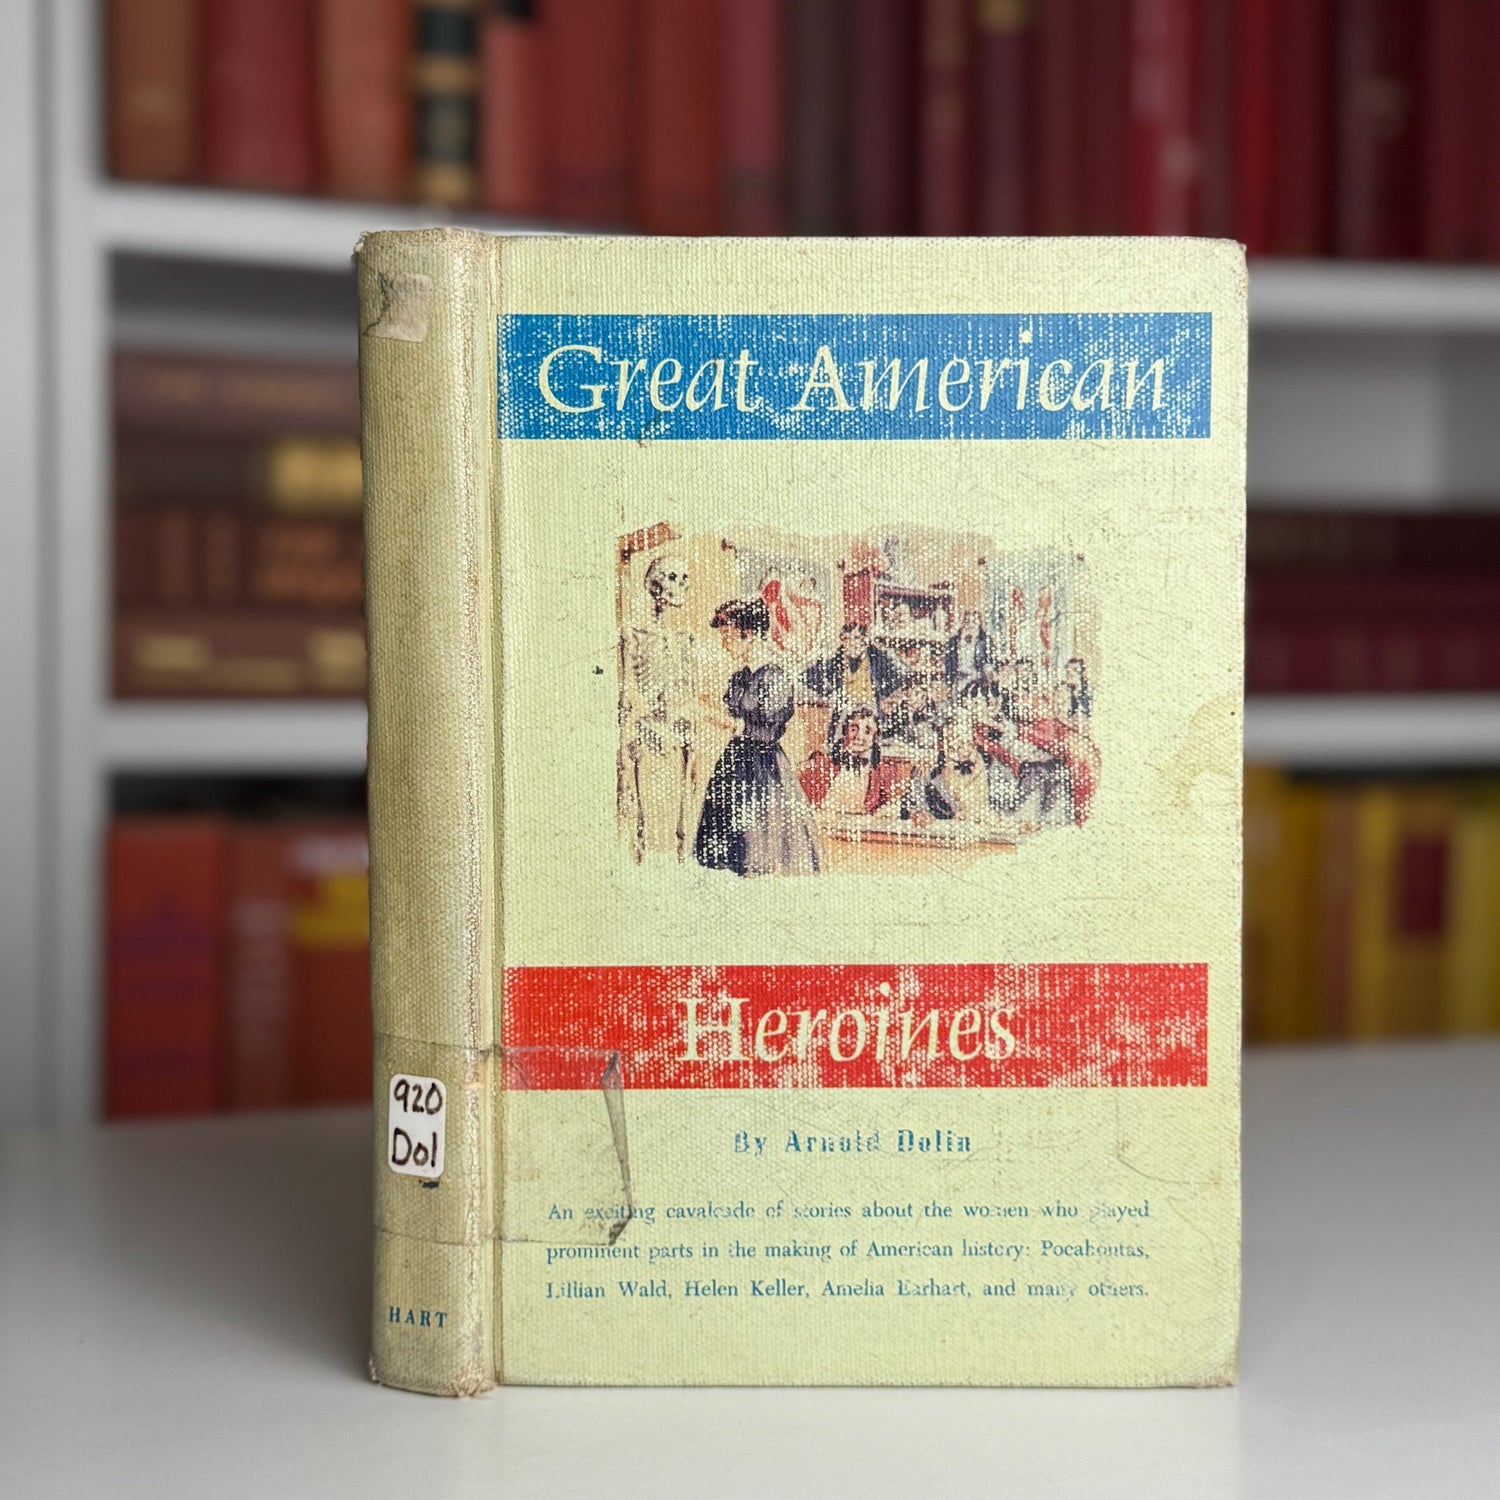 Great American
Heroines
By Arnold Dolin
An exciting cavalcade of stories about the women who played
prominent parts in the making of American history: Pocahontas,
Lillian Wald, Helen Keller, Amelia Earhart, and many others.
920
Dol
HART